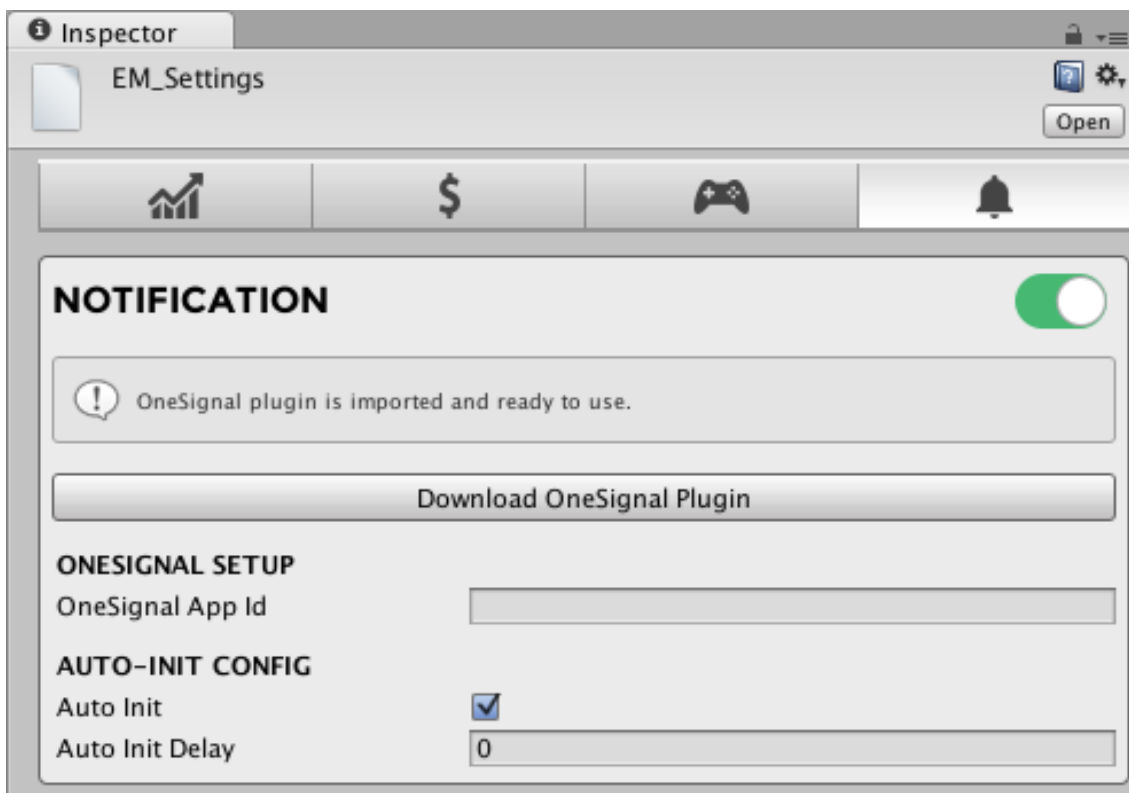 Inspector
EM_Settings
Open
$
NOTIFICATION
OneSignal plugin is imported and ready to use.
Download OneSignal Plugin
ONESIGNAL SETUP
OneSignal App Id
AUTO-INIT CONFIG
Auto Init
Auto Init Delay 0